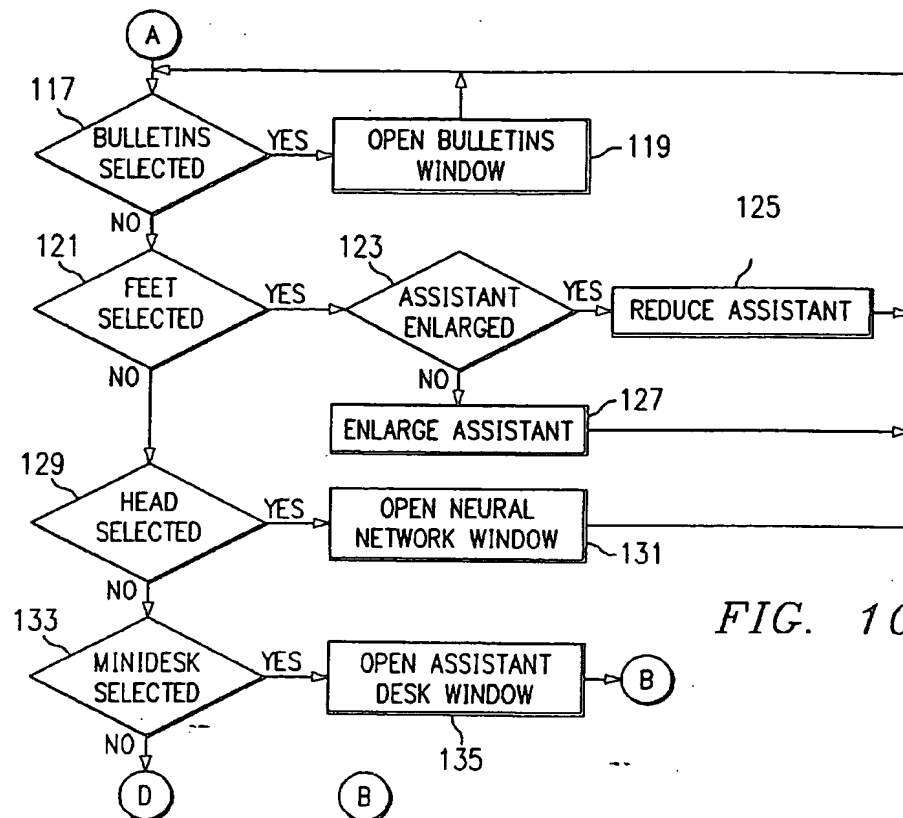 A
117
BULLETINS
SELECTED
YES
OPEN BULLETINS
WINDOW
119
NO
121
FEET
SELECTED
YES
123
ASSISTANT
ENLARGED
YES
125
REDUCE ASSISTANT
NO
NO
127
ENLARGE ASSISTANT
129
HEAD
SELECTED
YES
OPEN NEURAL
NETWORK WINDOW
131
NO
FIG. 10
133
MINIDESK
SELECTED
YES
OPEN ASSISTANT
DESK WINDOW
B
135
NO
D
B